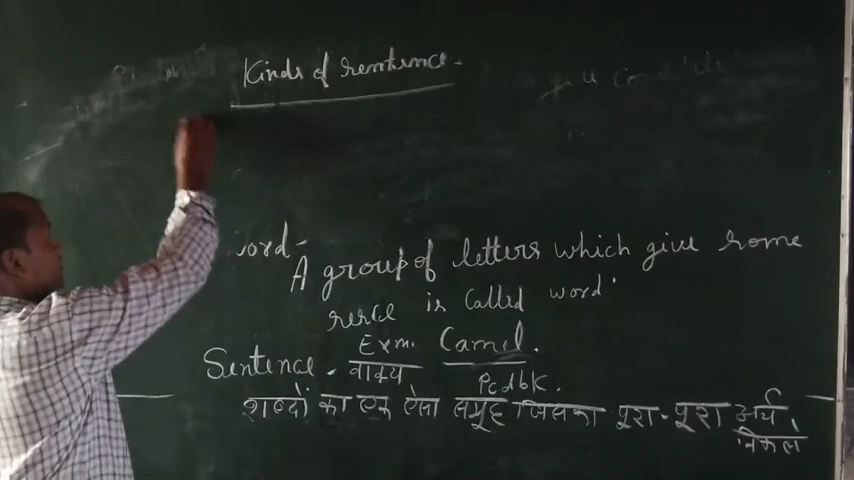 Kinds of sentence.
word-
A group of letters which give some
sense is called word.
Exm. Camel.
Sentence - वाक्य Pcdbk.
शब्दों का एक ऐसा समूह जिसका पूरा-पूरा अर्थ
निकले